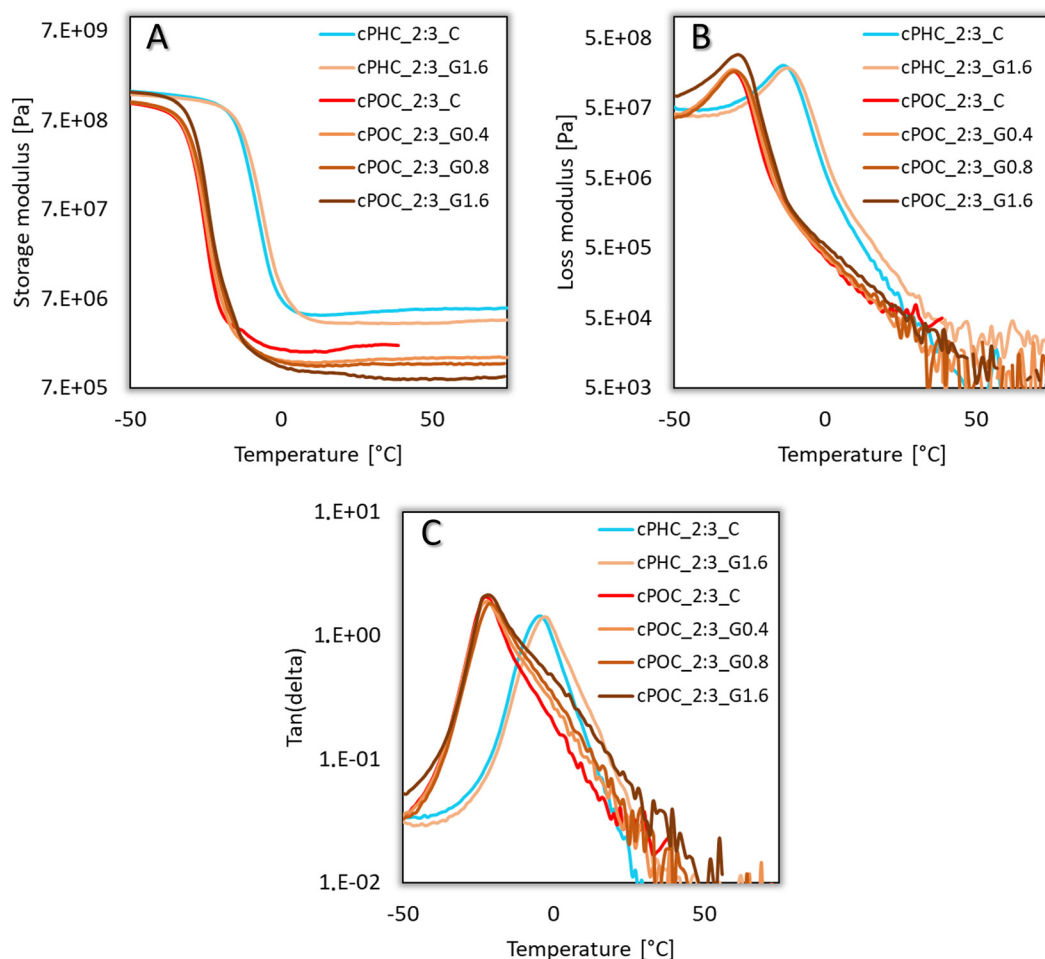 A
7.E+09
7.E+08
7.E+07
7.E+06
7.E+05
Storage modulus [Pa]
cPHC_2:3_C
cPHC_2:3_G1.6
cPOC_2:3_C
cPOC_2:3_G0.4
cPOC_2:3_G0.8
cPOC_2:3_G1.6
-50
0
50
Temperature [°C]
B
5.E+08
5.E+07
5.E+06
5.E+05
5.E+04
5.E+03
Loss modulus [Pa]
cPHC_2:3_C
cPHC_2:3_G1.6
cPOC_2:3_C
cPOC_2:3_G0.4
cPOC_2:3_G0.8
cPOC_2:3_G1.6
-50
0
50
Temperature [°C]
C
1.E+01
1.E+00
1.E-01
1.E-02
Tan(delta)
cPHC_2:3_C
cPHC_2:3_G1.6
cPOC_2:3_C
cPOC_2:3_G0.4
cPOC_2:3_G0.8
cPOC_2:3_G1.6
-50
0
50
Temperature [°C]